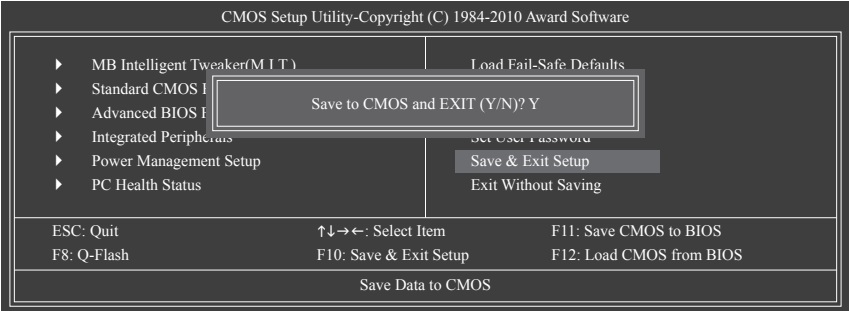 CMOS Setup Utility-Copyright (C) 1984-2010 Award Software
MB Intelligent Tweaker(M.I.T.)
Standard CMOS
Advanced BIOS
Integrated Peripherals
Power Management Setup
PC Health Status
Load Fail-Safe Defaults
Set User Password
Save & Exit Setup
Exit Without Saving
Save to CMOS and EXIT (Y/N)? Y
ESC: Quit
↑↓→←: Select Item
F11: Save CMOS to BIOS
F8: Q-Flash
F10: Save & Exit Setup
F12: Load CMOS from BIOS
Save Data to CMOS